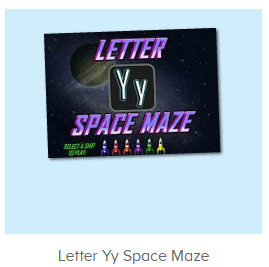 LETTER
Yy
SPACE MAZE
SELECT A SHIP
TO PLAY:
Letter Yy Space Maze